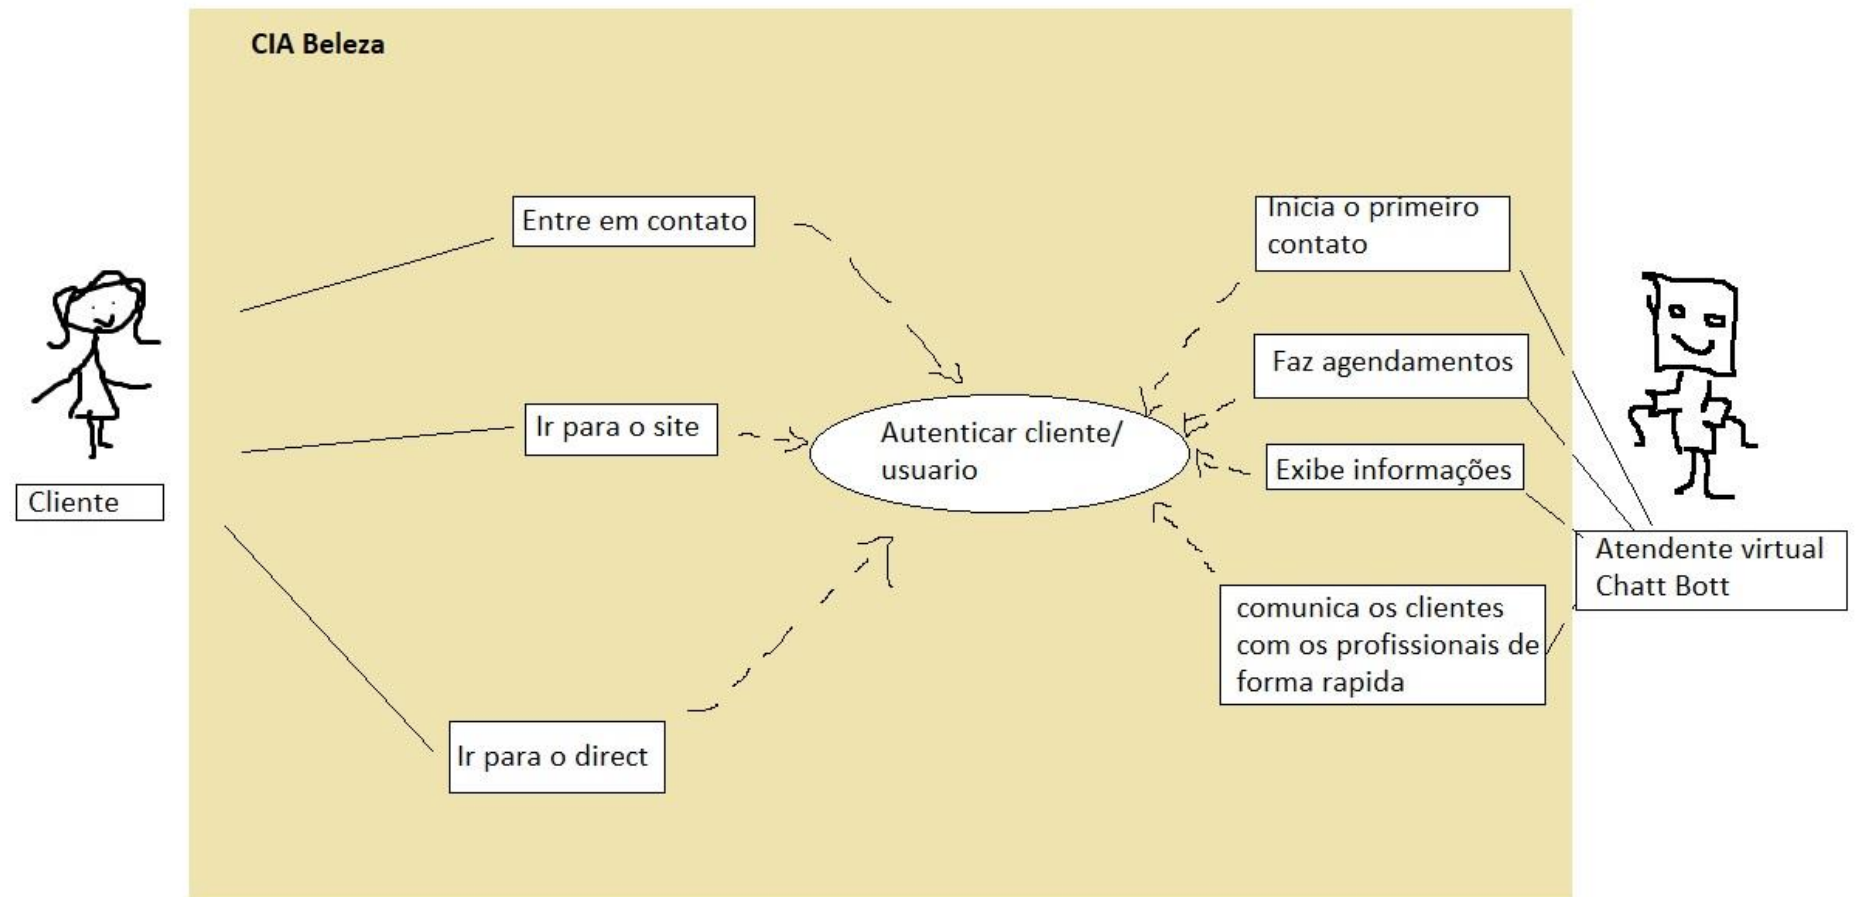 CIA Beleza
Entre em contato
Ir para o site
Ir para o direct
Cliente
Autenticar cliente/
usuario
Inicia o primeiro
contato
Faz agendamentos
Exibe informações
comunica os clientes
com os profissionais de
forma rapida
Atendente virtual
Chatt Bott